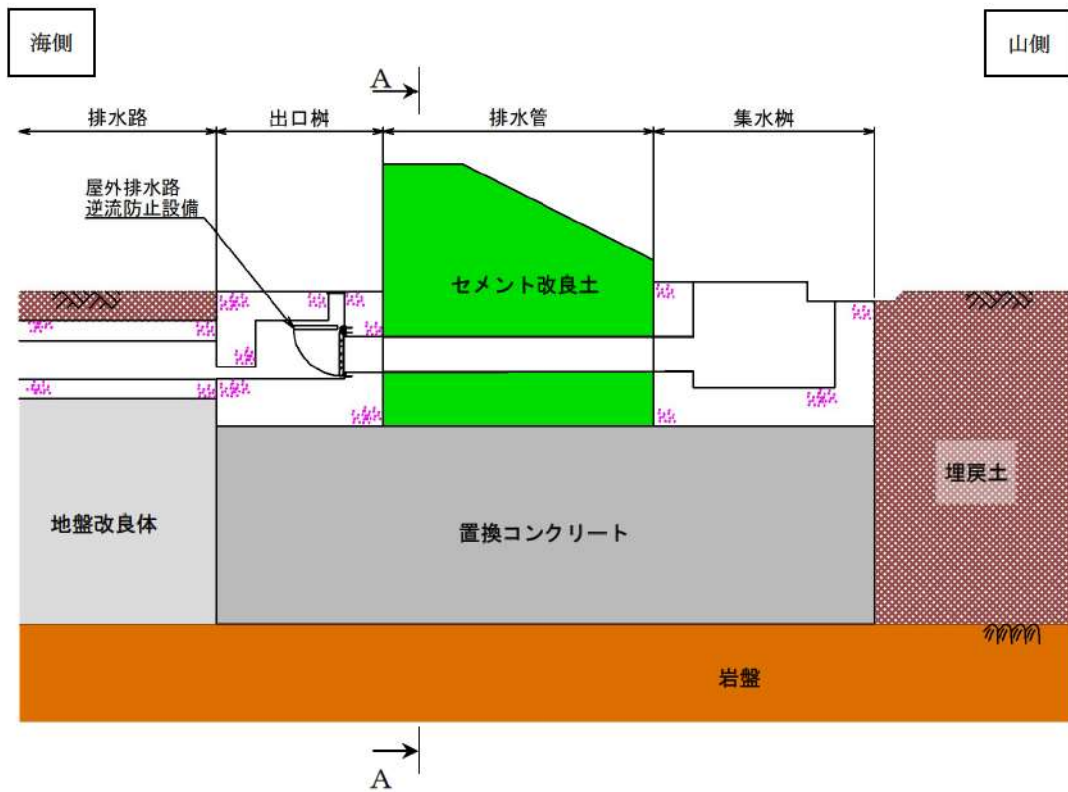 海側
山側
A
排水路
出口桝
排水管
集水桝
屋外排水路
逆流防止設備
セメント改良土
埋戻土
地盤改良体
置換コンクリート
岩盤
A